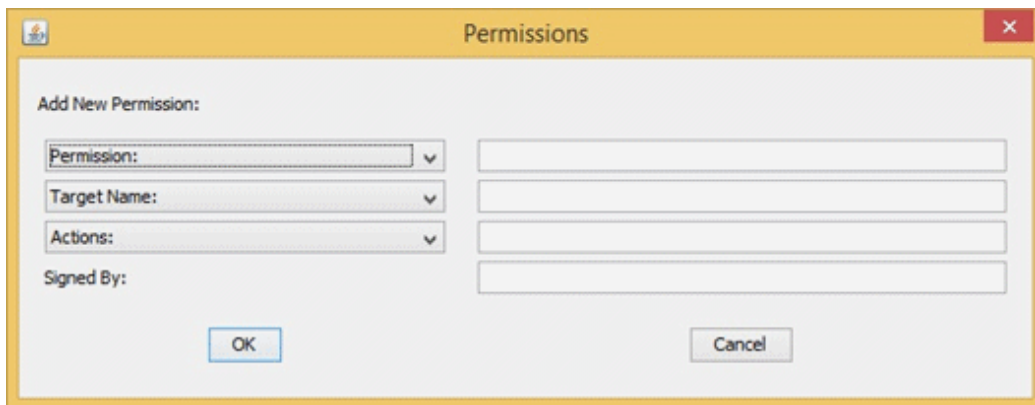 Permissions
Add New Permission:
Permission:
Target Name:
Actions:
Signed By:
OK Cancel